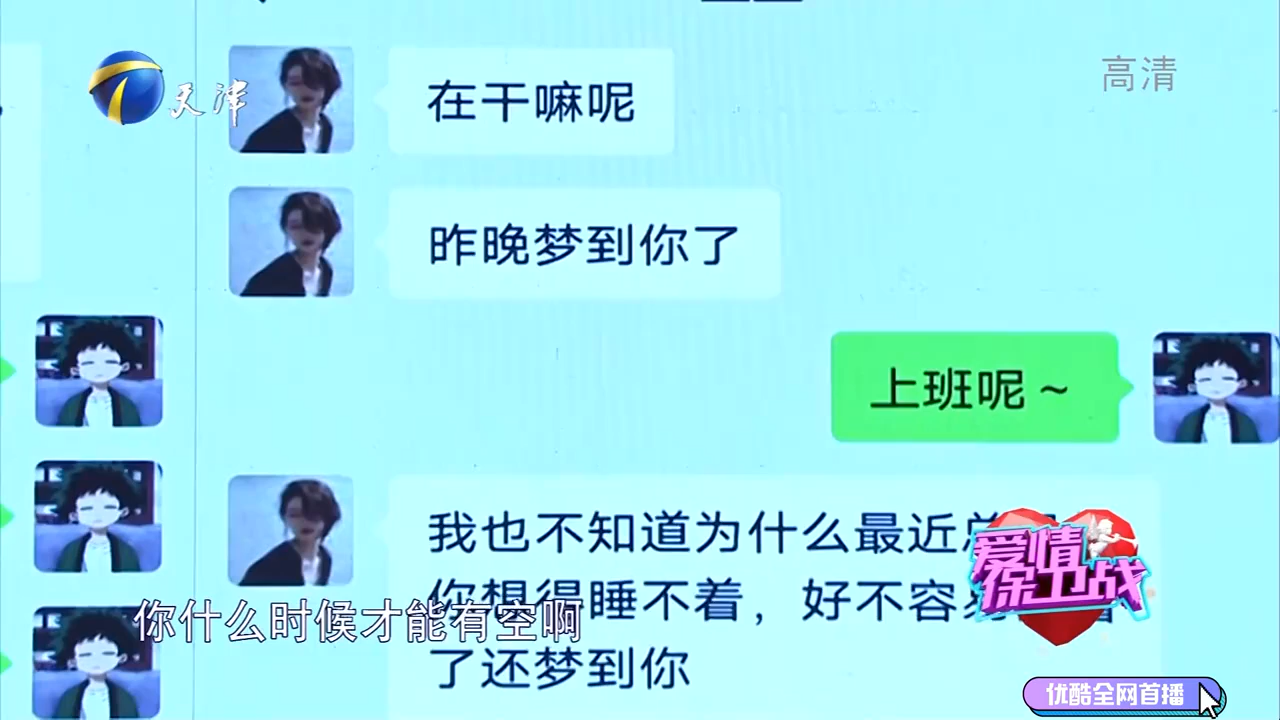 天津
高清
在干嘛呢
昨晚梦到你了
上班呢~
我也不知道为什么最近总
你想得睡不着，好不容
了还梦到你
你什么时候才能有空啊
爱情保卫战
优酷全网首播